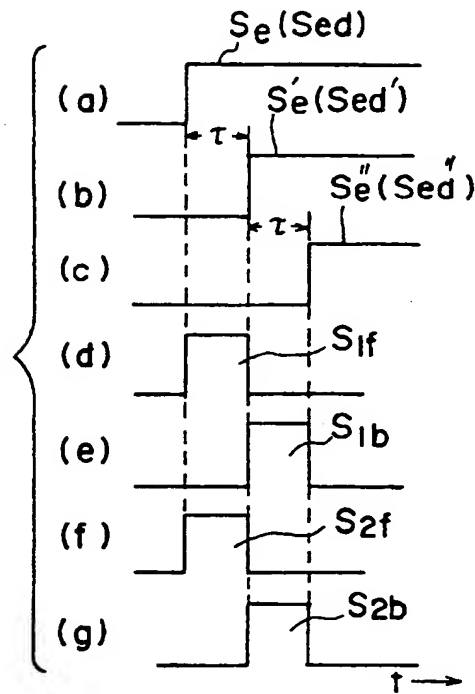 Se(Sed)
(a)
τ
Se'(Sed')
(b)
τ
Se"(Sed")
(c)
(d)
S1f
(e)
S1b
(f)
S2f
(g)
S2b
t